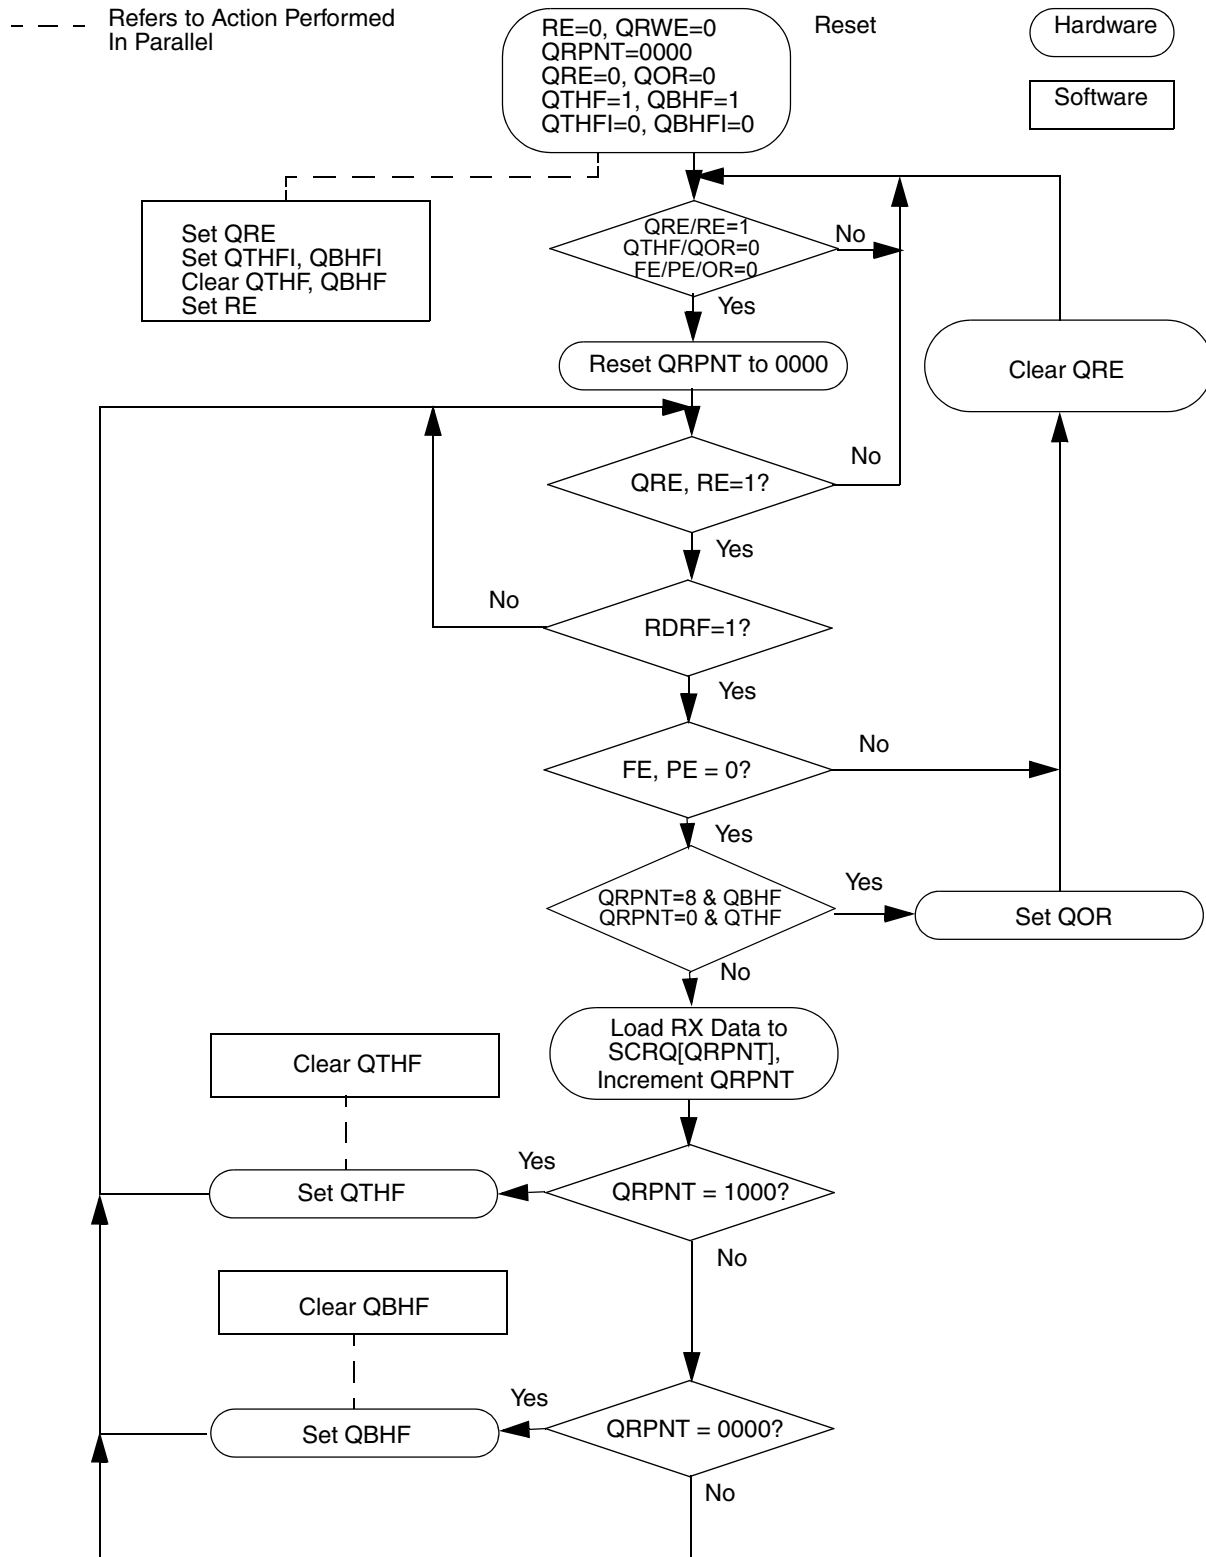 Refers to Action Performed
In Parallel
RE=0, QRWE=0
QRPNT=0000
QRE=0, QOR=0
QTHF=1, QBHF=1
QTHFI=0, QBHFI=0
Reset
Hardware
Software
Set QRE
Set QTHFI, QBHFI
Clear QTHF, QBHF
Set RE
QRE/RE=1
QTHF/QOR=0
FE/PE/OR=0
No
Yes
Reset QRPNT to 0000
Clear QRE
QRE, RE=1?
No
Yes
RDRF=1?
No
Yes
FE, PE = 0?
No
Yes
QRPNT=8 & QBHF
QRPNT=0 & QTHF
Yes
Set QOR
No
Load RX Data to
SCRQ[QRPNT],
Increment QRPNT
Clear QTHF
Set QTHF
Yes
QRPNT = 1000?
No
Clear QBHF
Set QBHF
Yes
QRPNT = 0000?
No